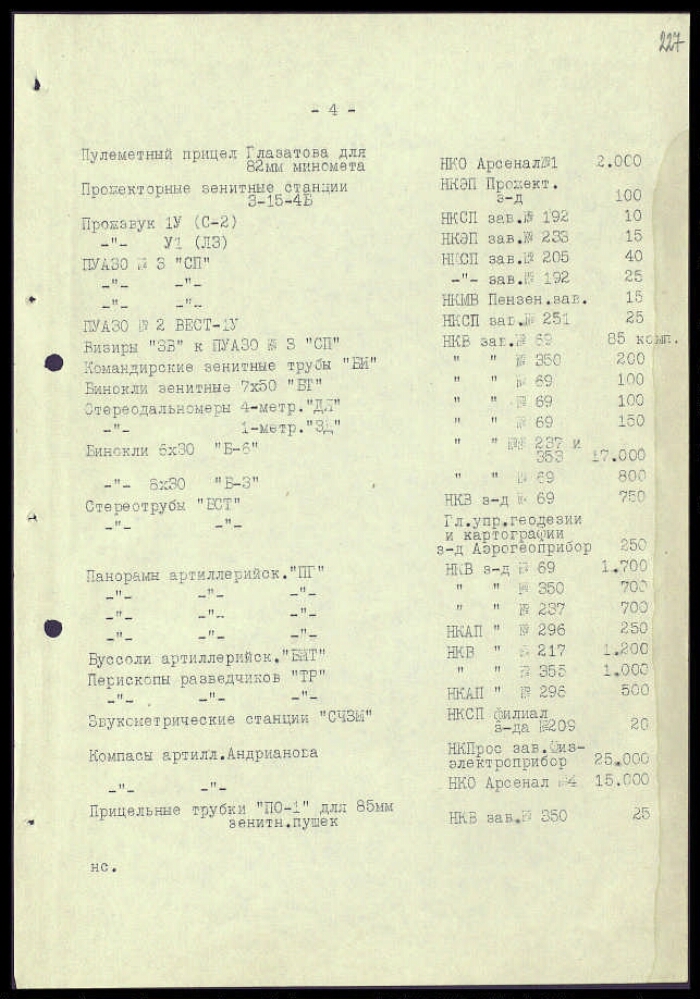 227
- 4 -
Пулеметный прицел Глазатова для НКО Арсенал№1 2.000
82мм миномета
Прожекторные зенитные станции НКЭП Прожект.
З-15-4Б з-д 100
Прожзвук 1У (С-2) НКСП зав.№ 192 10
-"- У1 (ЛЗ) НКЭП зав.№ 233 15
ПУАЗО № 3 "СП" НКСП зав.№ 205 40
-"- -"- -"- зав.№ 192 25
-"- -"- НКМВ Пензен.зав. 15
ПУАЗО № 2 ВЕСТ-1У НКСП зав.№ 251 25
Визиры "ЗВ" к ПУАЗО № 3 "СП" НКВ зав.№ 69 85 комп.
Командирские зенитные трубы "БИ" " " № 350 200
Бинокли зенитные 7х50 "БГ" " " № 69 100
Стереодальномеры 4-метр."ДЯ" " " № 69 100
-"- 1-метр."ЗД" " " № 69 150
Бинокли 6х30 "Б-6" " " №№ 237 и
353 17.000
-"- 8х30 "Б-3" " " № 69 800
Стереотрубы "БСТ" НКВ з-д № 69 750
-"- -"- Гл.упр.геодезии
и картографии
з-д Аэрогеоприбор 250
Панорамы артиллерийск."ПГ" НКВ з-д № 69 1.700
-"- -"- -"- " " № 350 700
-"- -"- -"- " " № 237 700
-"- -"- -"- НКАП " № 296 250
Буссоли артиллерийск."БМТ" НКВ " № 217 1.200
Перископы разведчиков "ТР" " " № 355 1.000
-"- -"- -"- НКАП " № 296 500
Звукометрические станции "СЧЗМ" НКСП филиал
з-да №209 20
Компасы артилл.Андрианова НКПрос зав.Физ-
электроприбор 25.000
-"- -"- НКО Арсенал №4 15.000
Прицельные трубки "ПО-1" для 85мм НКВ зав.№ 350 25
зенитн.пушек
нс.